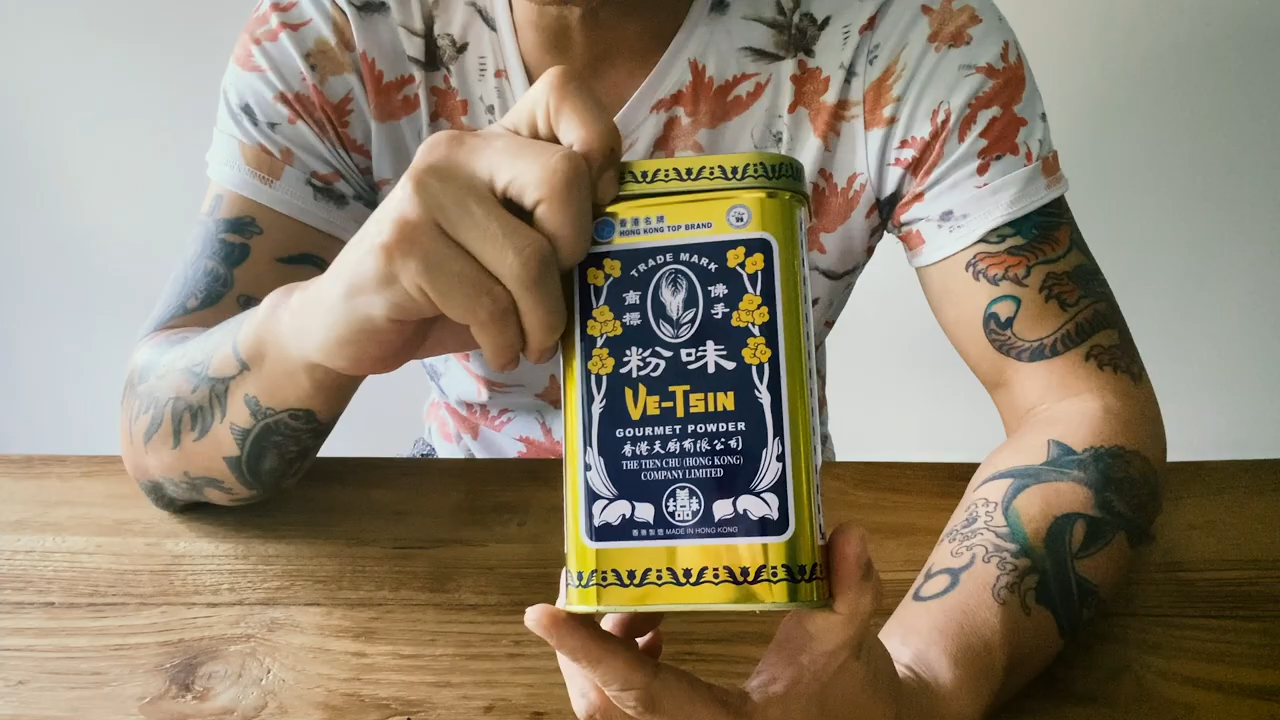 香港名牌
HONG KONG TOP BRAND
TRADE MARK
商標
佛手
粉味
VE-TSIN
GOURMET POWDER
香港天厨有限公司
THE TIEN CHU (HONG KONG)
COMPANY LIMITED
香港製造 MADE IN HONG KONG